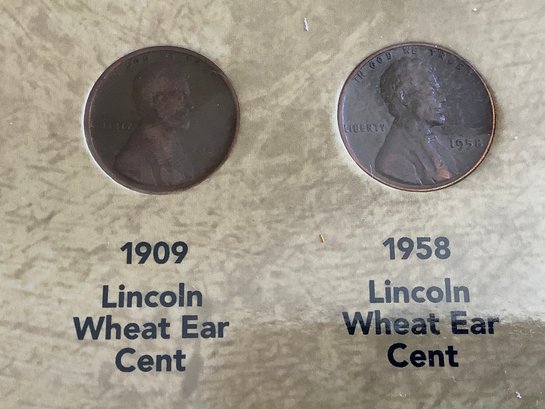 LIBERTY
1909
Lincoln
Wheat Ear
Cent
IN GOD WE TRUST
LIBERTY
1958
1958
Lincoln
Wheat Ear
Cent